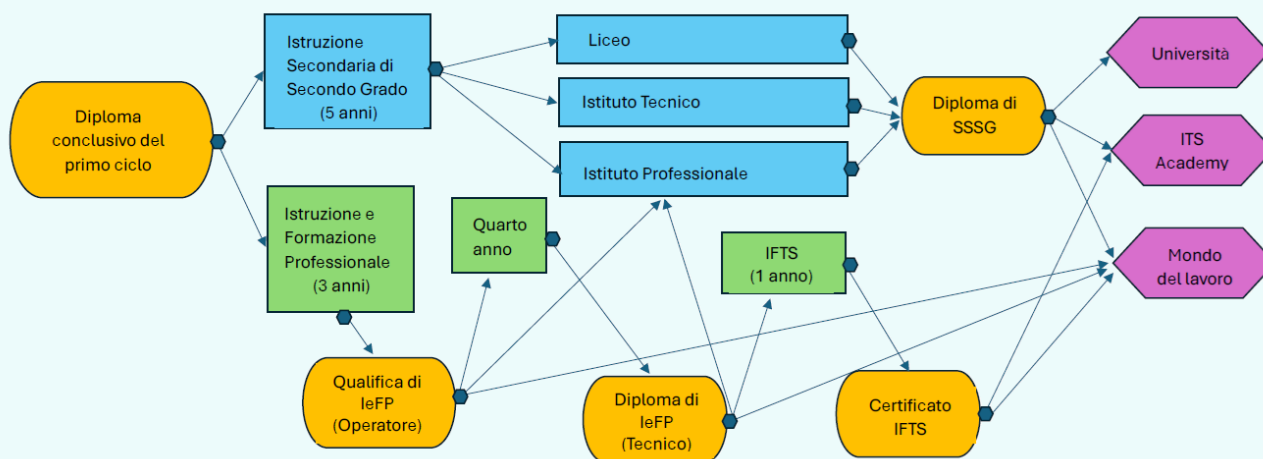 Diploma
conclusivo del
primo ciclo
Istruzione
Secondaria di
Secondo Grado
(5 anni)
Liceo
Istituto Tecnico
Istituto Professionale
Diploma di
SSSG
Università
ITS
Academy
Mondo
del lavoro
Istruzione e
Formazione
Professionale
(3 anni)
Quarto
anno
IFTS
(1 anno)
Qualifica di
IeFP
(Operatore)
Diploma di
IeFP
(Tecnico)
Certificato
IFTS